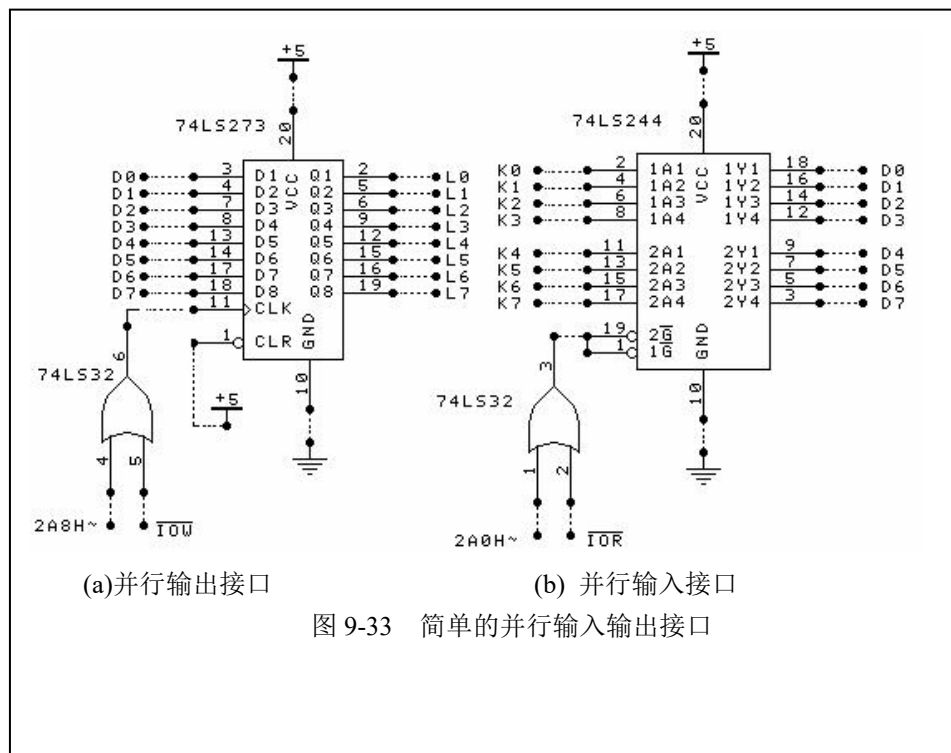 +5
74LS273
20
VCC
D0 3 D1 Q1 2 L0
D1 4 D2 Q2 5 L1
D2 7 D3 Q3 6 L2
D3 8 D4 Q4 9 L3
D4 13 D5 Q5 12 L4
D5 14 D6 Q6 15 L5
D6 17 D7 Q7 16 L6
D7 18 D8 Q8 19 L7
11 CLK
1 CLR
GND
10
6
74LS32
+5
4 5
2A8H~ IOW
+5
74LS244
20
VCC
K0 2 1A1 1Y1 18 D0
K1 4 1A2 1Y2 16 D1
K2 6 1A3 1Y3 14 D2
K3 8 1A4 1Y4 12 D3
K4 11 2A1 2Y1 9 D4
K5 13 2A2 2Y2 7 D5
K6 15 2A3 2Y3 5 D6
K7 17 2A4 2Y4 3 D7
19 2G
1 1G
GND
10
3
74LS32
1 2
2A0H~ IOR
(a)并行输出接口
(b) 并行输入接口
图 9-33 简单的并行输入输出接口